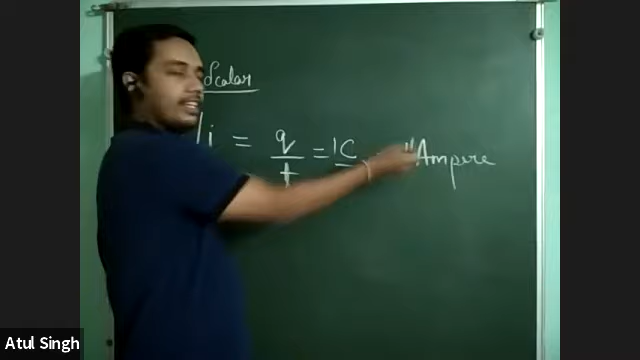 Scalar
i = q/t = 1C "Ampere
Atul Singh